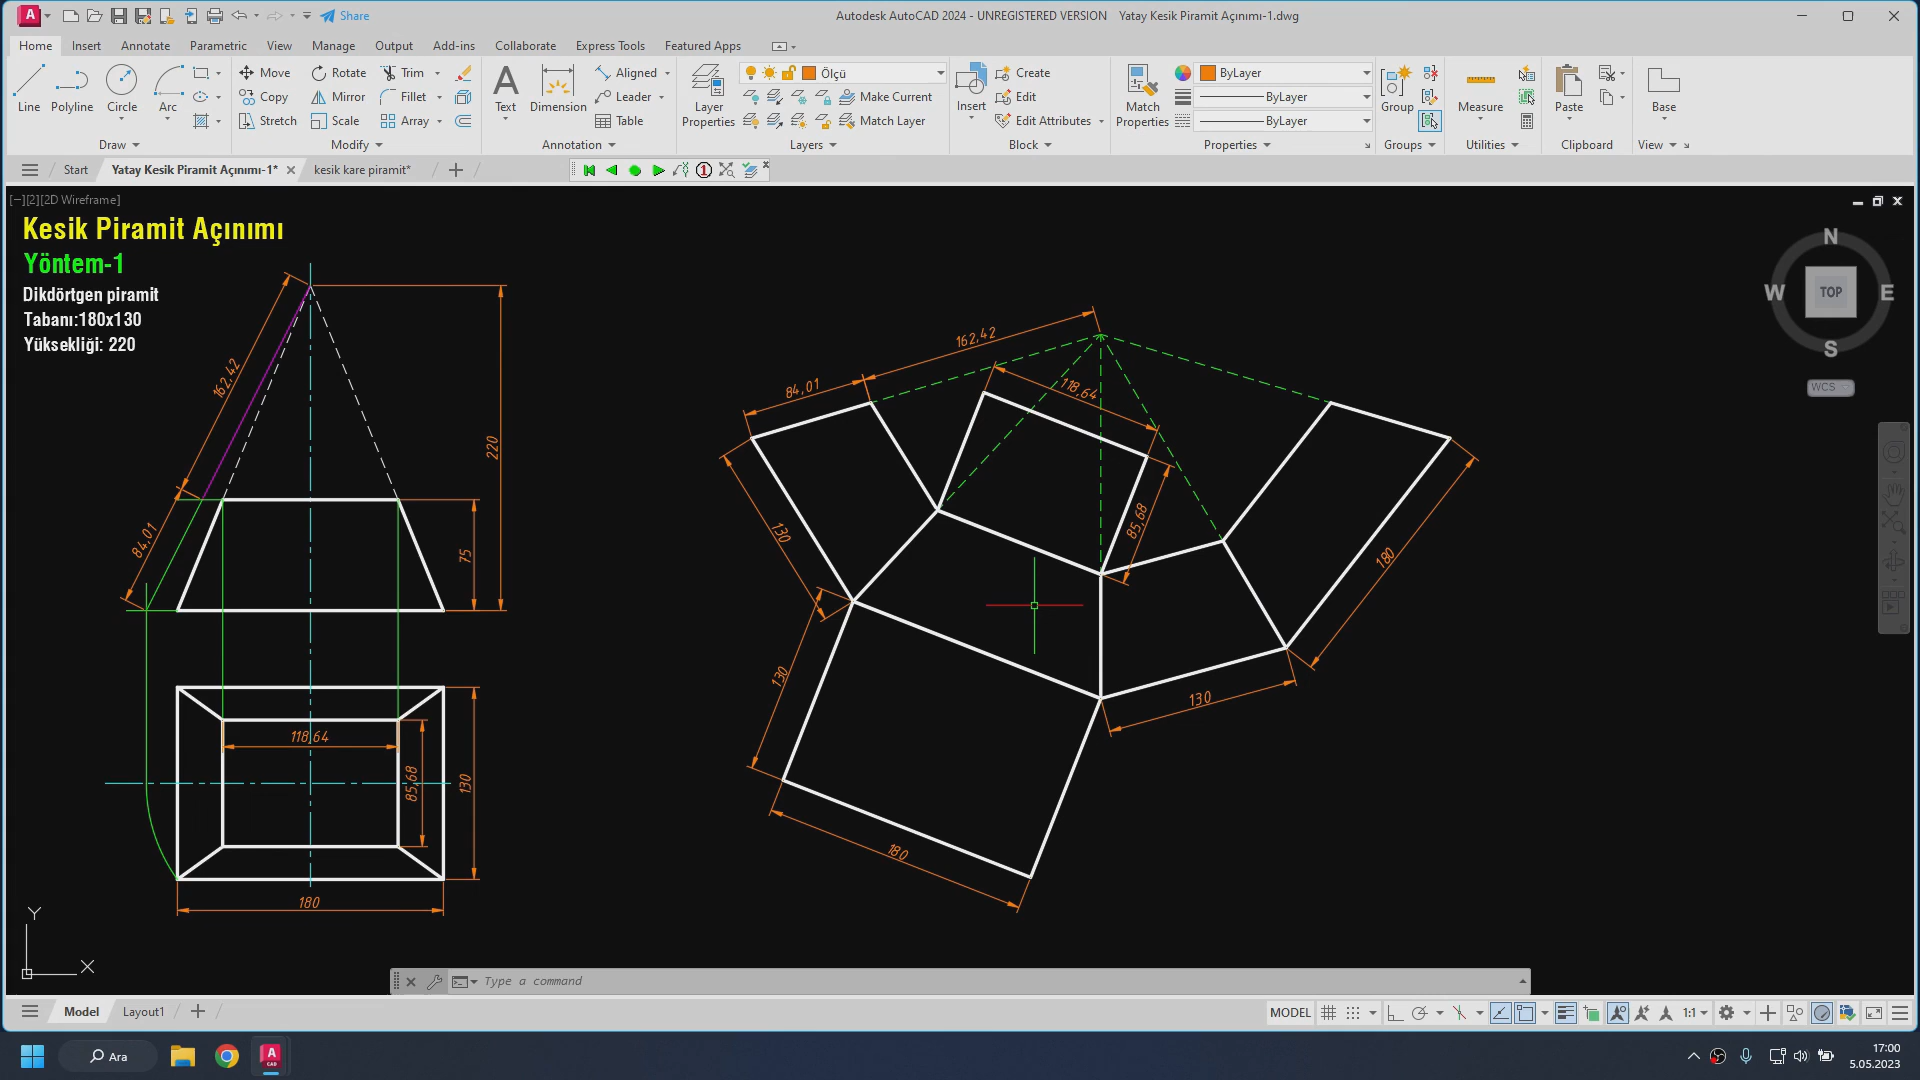 Share
Autodesk AutoCAD 2024 - UNREGISTERED VERSION Yatay Kesik Piramit Açınımı-1.dwg
Home Insert Annotate Parametric View Manage Output Add-ins Collaborate Express Tools Featured Apps
Line Polyline Circle Arc
Move Rotate Trim
Copy Mirror Fillet
Stretch Scale Array
Text Dimension
Aligned
Leader
Table
Layer Properties
Ölçü
Make Current
Match Layer
Insert
Create
Edit
Edit Attributes
Match Properties
ByLayer
ByLayer
ByLayer
Group
Measure
Paste
Base
Draw Modify Annotation Layers Block Properties Groups Utilities Clipboard View
Start Yatay Kesik Piramit Açınımı-1* kesik kare piramit*
[−][2][2D Wireframe]
Kesik Piramit Açınımı
Yöntem-1
Dikdörtgen piramit
Tabanı:180x130
Yüksekliği: 220
162,42
84,01
220
75
118,64
85,68
130
180
162,42
84,01
118,64
85,68
130
130
180
130
180
N
W TOP E
S
WCS
Y
X
Type a command
Model Layout1
MODEL 1:1
Ara
A
CAD
17:00
5.05.2023